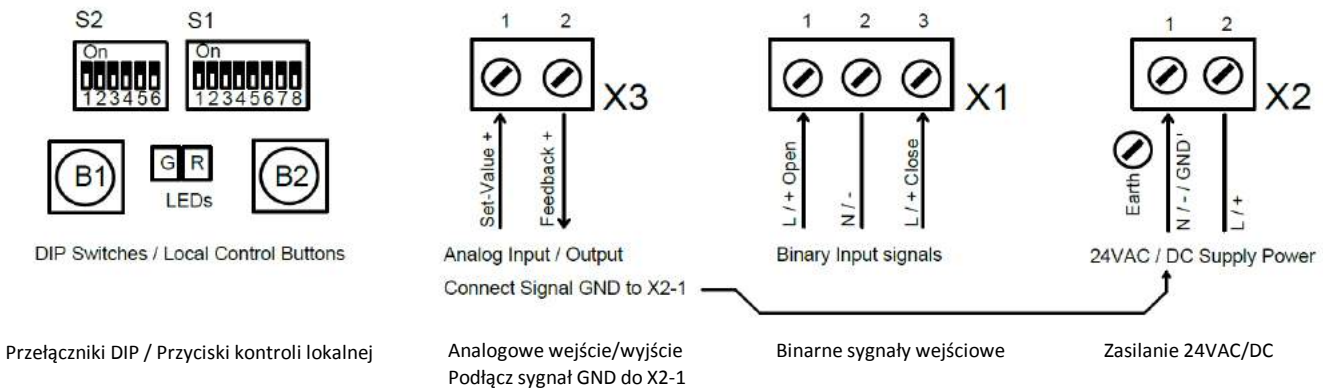 S2 S1
On On
123456 12345678
B1 G R B2
LEDs
DIP Switches / Local Control Buttons
1 2
X3
Set-Value +
Feedback +
Analog Input / Output
Connect Signal GND to X2-1
1 2 3
X1
L / + Open
N / -
L / + Close
Binary Input signals
1 2
X2
Earth
N / - / GND'
L / +
24VAC / DC Supply Power
Przełączniki DIP / Przyciski kontroli lokalnej
Analogowe wejście/wyjście
Podłącz sygnał GND do X2-1
Binarne sygnały wejściowe
Zasilanie 24VAC/DC